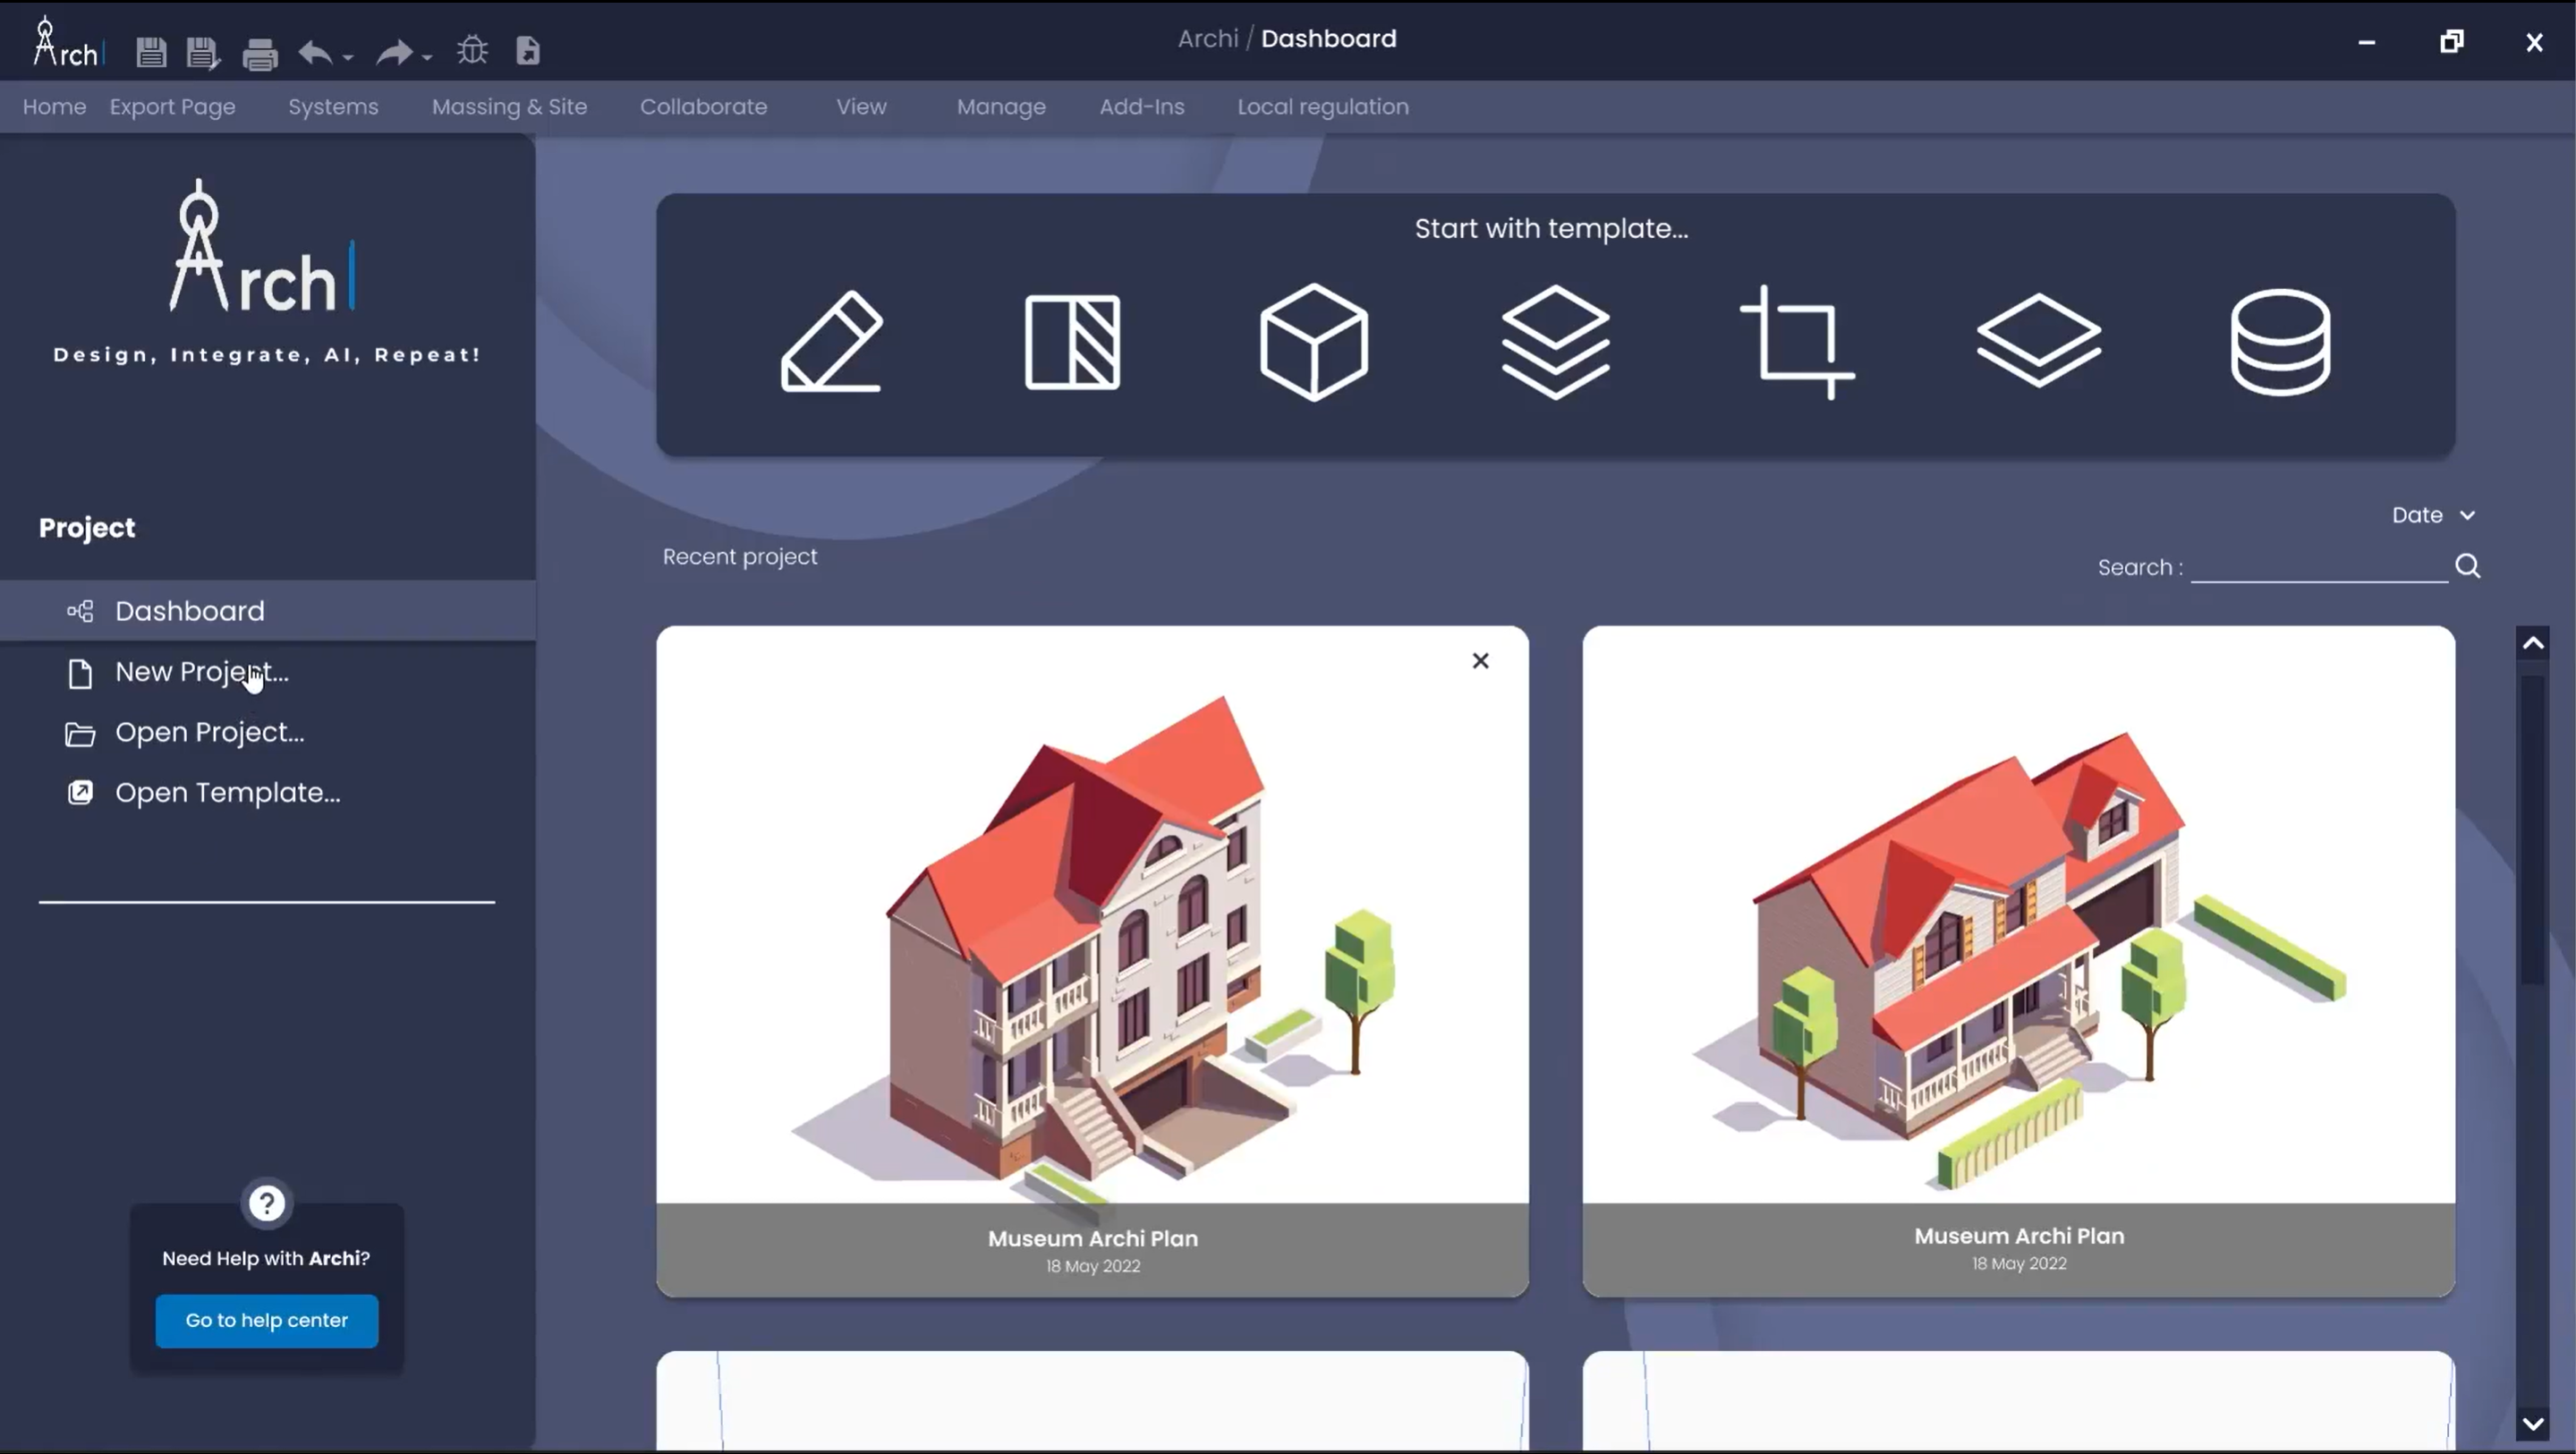 Arch|
Archi / Dashboard
Home Export Page Systems Massing & Site Collaborate View Manage Add-Ins Local regulation
Arch|
Design, Integrate, AI, Repeat!
Start with template...
Project
Date
Recent project
Search :
Dashboard
New Project...
Open Project...
Open Template...
Museum Archi Plan
18 May 2022
Museum Archi Plan
18 May 2022
?
Need Help with Archi?
Go to help center